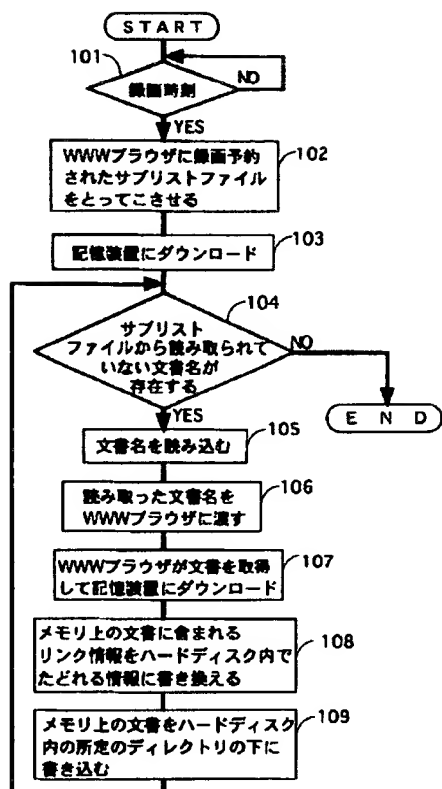 START
101
録画時刻
NO
YES
WWWブラウザに録画予約
されたサブリストファイル
をとってこさせる
102
記憶装置にダウンロード
103
104
サブリスト
ファイルから読み取られて
いない文書名が
存在する
NO
YES
END
文書名を読み込む
105
読み取った文書名を
WWWブラウザに渡す
106
WWWブラウザが文書を取得
して記憶装置にダウンロード
107
メモリ上の文書に含まれる
リンク情報をハードディスク内で
たどれる情報に書き換える
108
メモリ上の文書をハードディスク
内の所定のディレクトリの下に
書き込む
109